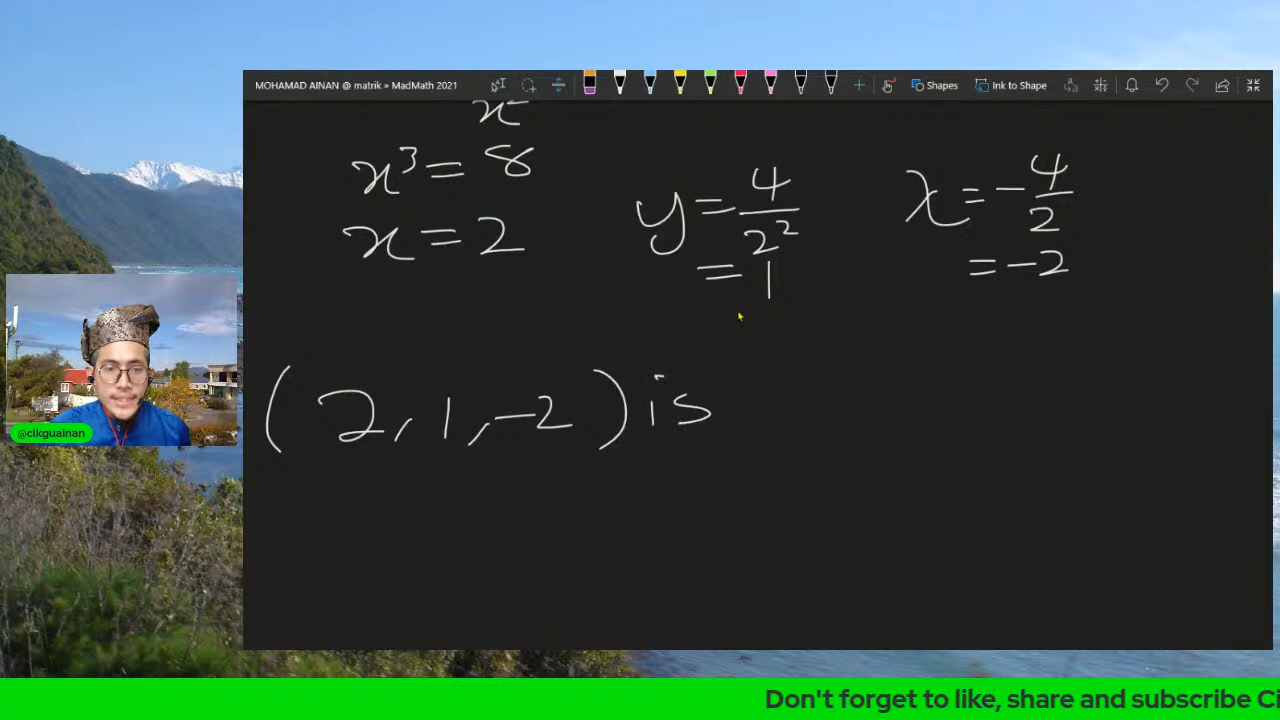 MOHAMAD AINAN @ matrik » MadMath 2021
Shapes
Ink to Shape
x³ = 8
x = 2
y = 4/2²
= 1
x = -4/2
= -2
(2, 1, -2) is
@cikguainan
Don't forget to like, share and subscribe Ci